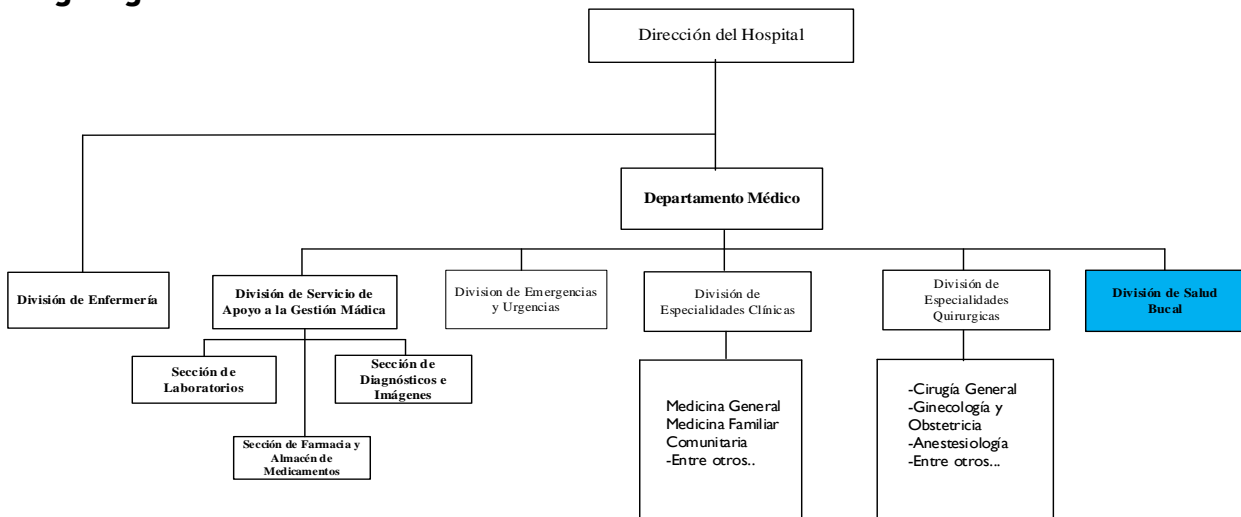 Dirección del Hospital
Departamento Médico
División de Enfermería
División de Servicio de
Apoyo a la Gestión Mádica
Division de Emergencias
y Urgencias
División de
Especialidades Clínicas
División de
Especialidades
Quirurgicas
División de Salud
Bucal
Sección de
Laboratorios
Sección de
Diagnósticos e
Imágenes
Sección de Farmacia y
Almacén de
Medicamentos
Medicina General
Medicina Familiar
Comunitaria
-Entre otros..
-Cirugía General
-Ginecología y
Obstetricia
-Anestesiología
-Entre otros...